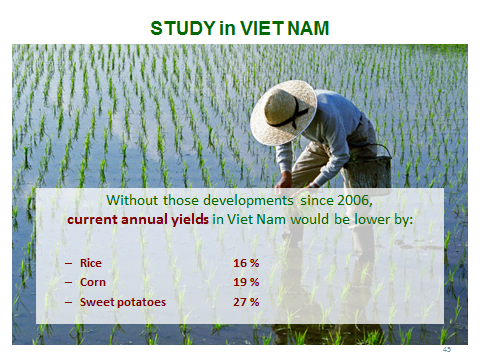 STUDY in VIET NAM
Without those developments since 2006,
current annual yields in Viet Nam would be lower by:
– Rice 16 %
– Corn 19 %
– Sweet potatoes 27 %
45